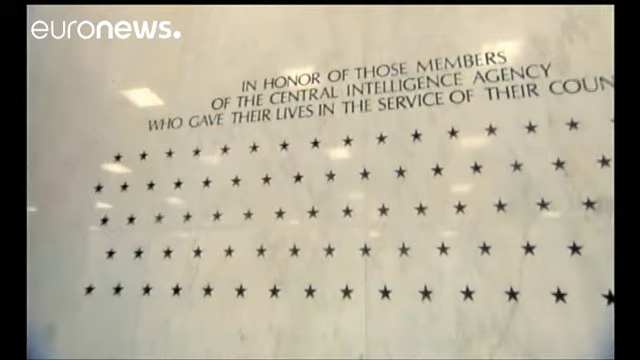 euronews.
IN HONOR OF THOSE MEMBERS
OF THE CENTRAL INTELLIGENCE AGENCY
WHO GAVE THEIR LIVES IN THE SERVICE OF THEIR COUN